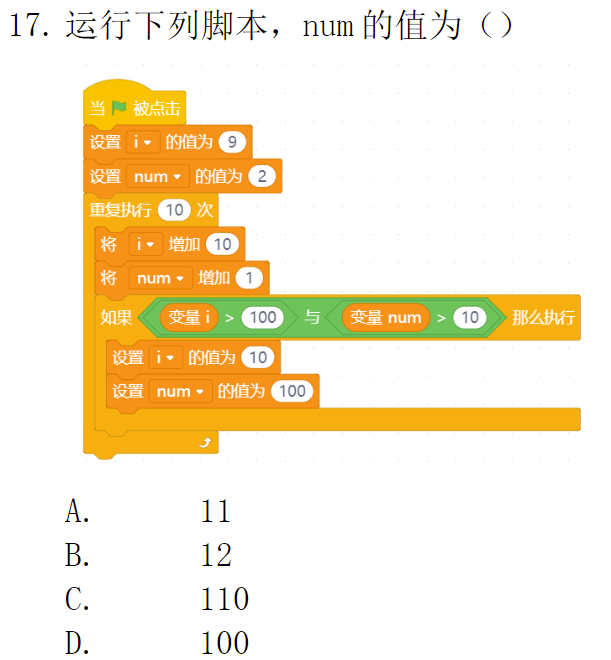 17. 运行下列脚本，num的值为（）
当 被点击
设置 i 的值为 9
设置 num 的值为 2
重复执行 10 次
将 i 增加 10
将 num 增加 1
如果 变量 i > 100 与 变量 num > 10 那么执行
设置 i 的值为 10
设置 num 的值为 100
A. 11
B. 12
C. 110
D. 100